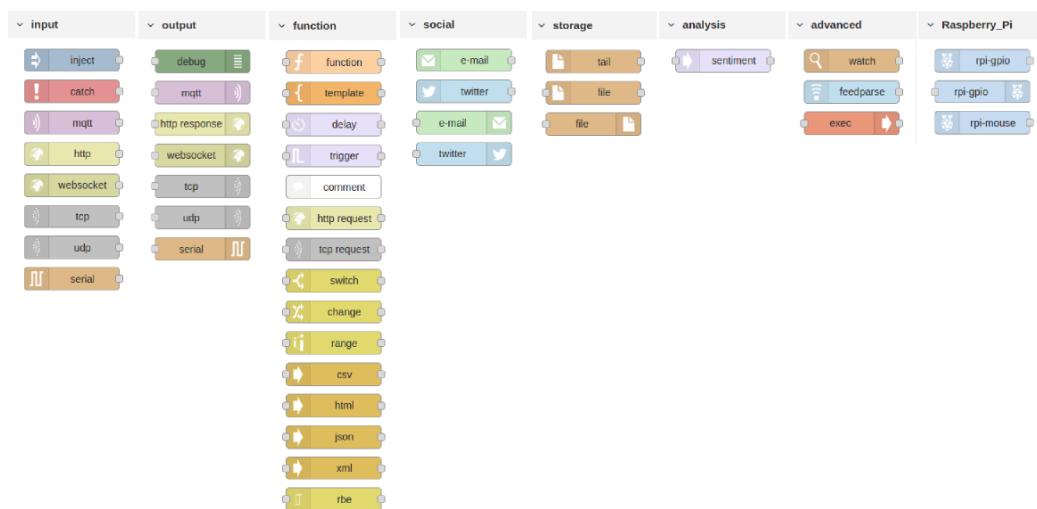 input
inject
catch
mqtt
http
websocket
tcp
udp
serial
output
debug
mqtt
http response
websocket
tcp
udp
serial
function
function
template
delay
trigger
comment
http request
tcp request
switch
change
range
csv
html
json
xml
rbe
social
e-mail
twitter
e-mail
twitter
storage
tail
file
file
analysis
sentiment
advanced
watch
feedparse
exec
Raspberry_Pi
rpi-gpio
rpi-gpio
rpi-mouse